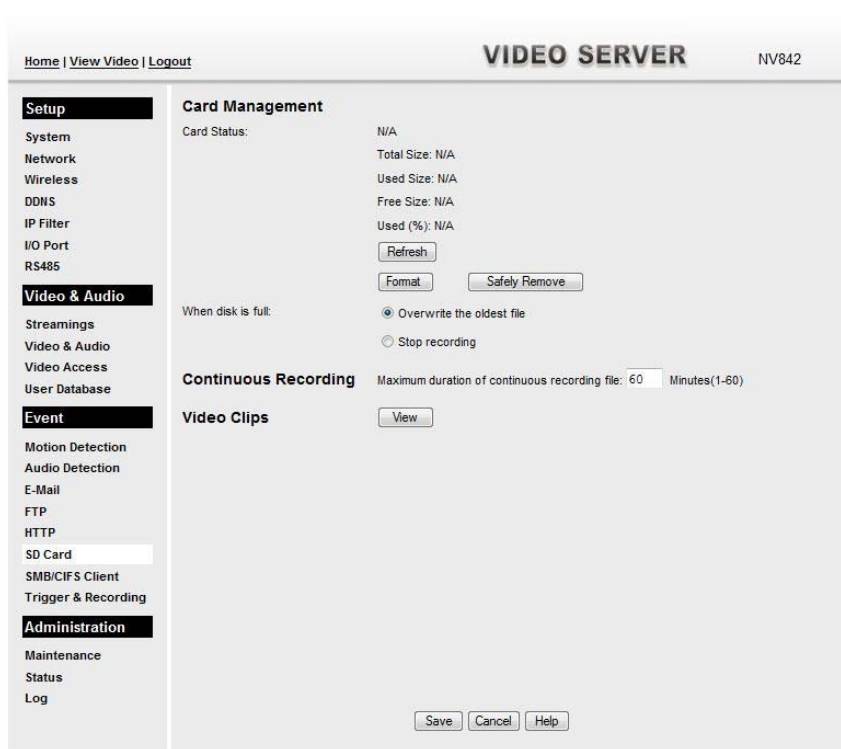 Home | View Video | Logout
VIDEO SERVER
NV842
Setup
System
Network
Wireless
DDNS
IP Filter
I/O Port
RS485
Video & Audio
Streamings
Video & Audio
Video Access
User Database
Event
Motion Detection
Audio Detection
E-Mail
FTP
HTTP
SD Card
SMB/CIFS Client
Trigger & Recording
Administration
Maintenance
Status
Log
Card Management
Card Status: N/A
Total Size: N/A
Used Size: N/A
Free Size: N/A
Used (%): N/A
Refresh
Format Safely Remove
When disk is full: Overwrite the oldest file
Stop recording
Continuous Recording Maximum duration of continuous recording file: 60 Minutes(1-60)
Video Clips View
Save Cancel Help